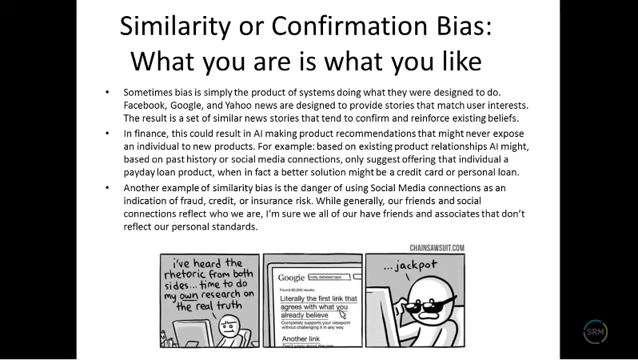 Similarity or Confirmation Bias:
What you are is what you like
• Sometimes bias is simply the product of systems doing what they were designed to do.
Facebook, Google, and Yahoo news are designed to provide stories that match user interests.
The result is a set of similar news stories that tend to confirm and reinforce existing beliefs.
• In finance, this could result in AI making product recommendations that might never expose
an individual to new products. For example: based on existing product relationships AI might,
based on past history or social media connections, only suggest offering that individual a
payday loan product, when in fact a better solution might be a credit card or personal loan.
• Another example of similarity bias is the danger of using Social Media connections as an
indication of fraud, credit, or insurance risk. While generally, our friends and social
connections reflect who we are, I'm sure we all of our have friends and associates that don't
reflect our personal standards.
CHAINSAWSUIT.COM
i've heard the
rhetoric from both
sides... time to do
my own research on
the real truth
Google
Literally the first link that
agrees with what you
already believe
Completely supports your viewpoint
without challenging it in any way
Another link
...jackpot
SRM